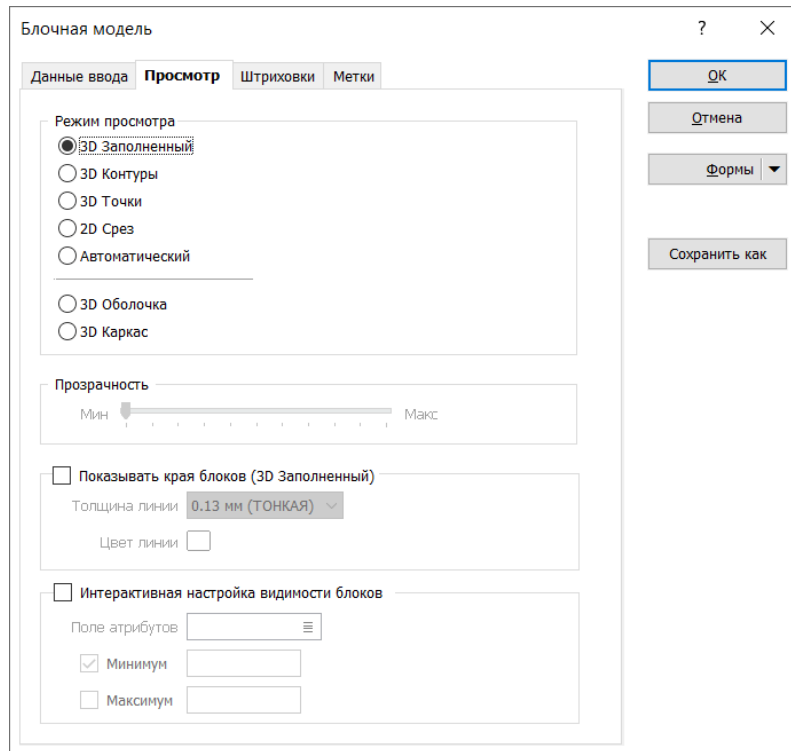 Блочная модель
?
Данные ввода Просмотр Штриховки Метки
ОК
Отмена
Формы
Сохранить как
Режим просмотра
3D Заполненный
3D Контуры
3D Точки
2D Срез
Автоматический
3D Оболочка
3D Каркас
Прозрачность
Мин Макс
Показывать края блоков (3D Заполненный)
Толщина линии 0.13 мм (ТОНКАЯ)
Цвет линии
Интерактивная настройка видимости блоков
Поле атрибутов
Минимум
Максимум